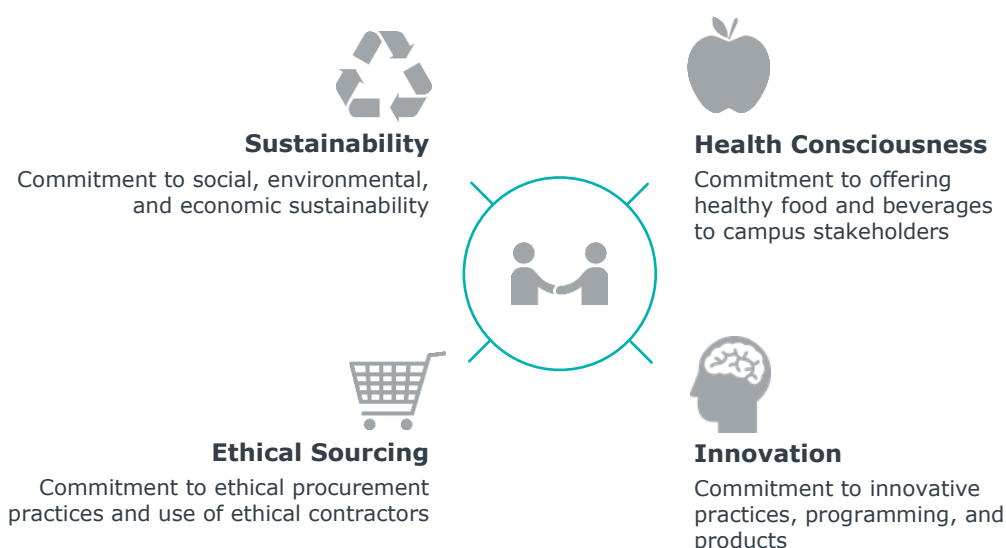 Sustainability
Commitment to social, environmental,
and economic sustainability
Health Consciousness
Commitment to offering
healthy food and beverages
to campus stakeholders
Ethical Sourcing
Commitment to ethical procurement
practices and use of ethical contractors
Innovation
Commitment to innovative
practices, programming, and
products